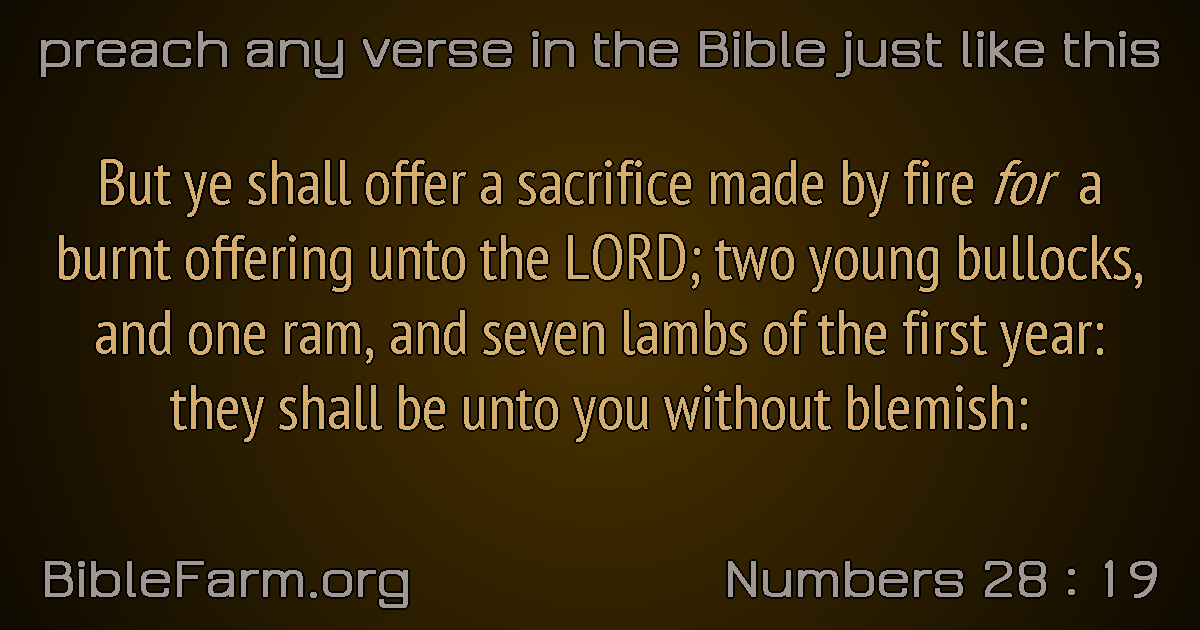 preach any verse in the Bible just like this
But ye shall offer a sacrifice made by fire for a
burnt offering unto the LORD; two young bullocks,
and one ram, and seven lambs of the first year:
they shall be unto you without blemish:
BibleFarm.org
Numbers 28 : 19